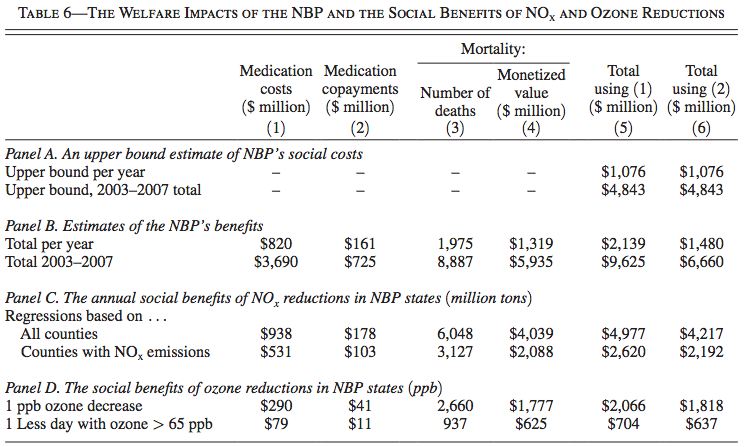 TABLE 6—THE WELFARE IMPACTS OF THE NBP AND THE SOCIAL BENEFITS OF NOx AND OZONE REDUCTIONS
Mortality:
Medication costs ($ million) (1) Medication copayments ($ million) (2) Number of deaths (3) Monetized value ($ million) (4) Total using (1) ($ million) (5) Total using (2) ($ million) (6)
Panel A. An upper bound estimate of NBP's social costs
Upper bound per year – – – – $1,076 $1,076
Upper bound, 2003–2007 total – – – – $4,843 $4,843
Panel B. Estimates of the NBP's benefits
Total per year $820 $161 1,975 $1,319 $2,139 $1,480
Total 2003–2007 $3,690 $725 8,887 $5,935 $9,625 $6,660
Panel C. The annual social benefits of NOx reductions in NBP states (million tons)
Regressions based on ...
All counties $938 $178 6,048 $4,039 $4,977 $4,217
Counties with NOx emissions $531 $103 3,127 $2,088 $2,620 $2,192
Panel D. The social benefits of ozone reductions in NBP states (ppb)
1 ppb ozone decrease $290 $41 2,660 $1,777 $2,066 $1,818
1 Less day with ozone > 65 ppb $79 $11 937 $625 $704 $637